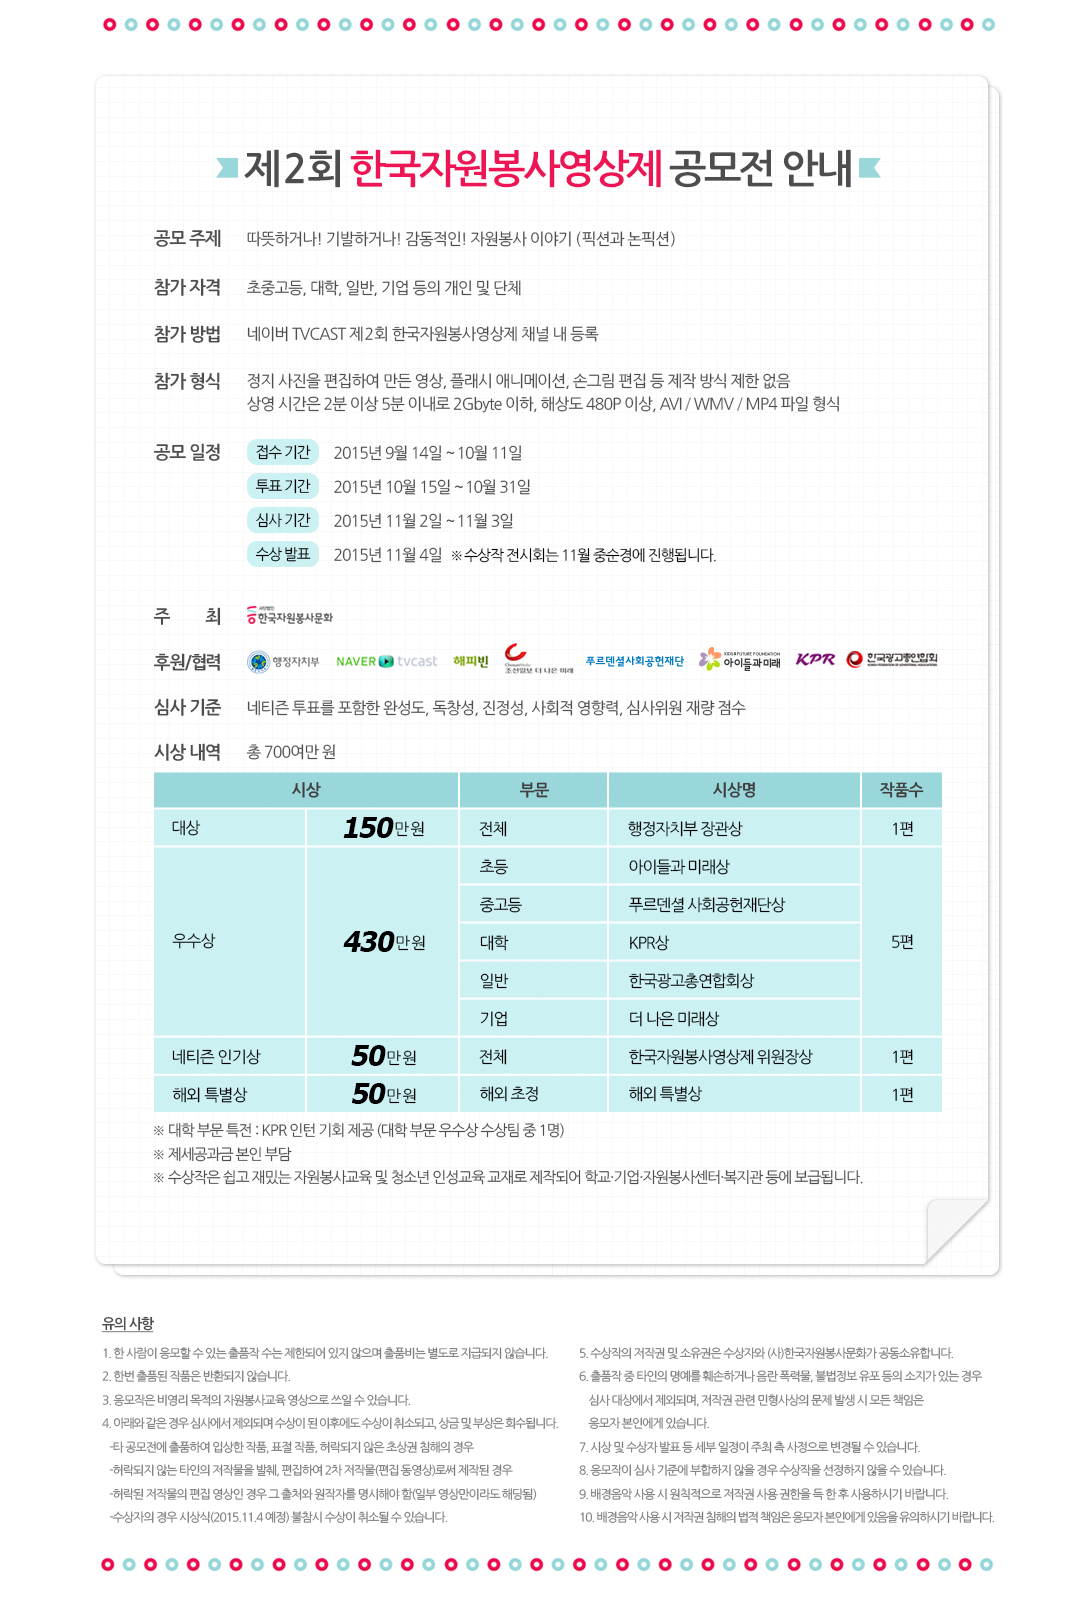 제2회 한국자원봉사영상제 공모전 안내
공모 주제 따뜻하거나! 기발하거나! 감동적인! 자원봉사 이야기 (픽션과 논픽션)
참가 자격 초중고등, 대학, 일반, 기업 등의 개인 및 단체
참가 방법 네이버 TVCAST 제2회 한국자원봉사영상제 채널 내 등록
참가 형식 정지 사진을 편집하여 만든 영상, 플래시 애니메이션, 손그림 편집 등 제작 방식 제한 없음
상영 시간은 2분 이상 5분 이내로 2Gbyte 이하, 해상도 480P 이상, AVI / WMV / MP4 파일 형식
공모 일정 접수 기간 2015년 9월 14일 ~ 10월 11일
투표 기간 2015년 10월 15일 ~ 10월 31일
심사 기간 2015년 11월 2일 ~ 11월 3일
수상 발표 2015년 11월 4일 ※ 수상작 전시회는 11월 중순경에 진행됩니다.
주 최 사단법인 한국자원봉사문화
후원/협력 행정자치부 NAVER tvcast 해피빈 조선일보 더 나은 미래 푸르덴셜사회공헌재단 KIDS & FUTURE FOUNDATION 아이들과미래 KPR 한국광고총연합회
심사 기준 네티즌 투표를 포함한 완성도, 독창성, 진정성, 사회적 영향력, 심사위원 재량 점수
시상 내역 총 700여만 원
시상 부문 시상명 작품수
대상 150만원 전체 행정자치부 장관상 1편
초등 아이들과 미래상
중고등 푸르덴셜 사회공헌재단상
우수상 430만원 대학 KPR상 5편
일반 한국광고총연합회상
기업 더 나은 미래상
네티즌 인기상 50만원 전체 한국자원봉사영상제 위원장상 1편
해외 특별상 50만원 해외 초정 해외 특별상 1편
※ 대학 부문 특전 : KPR 인턴 기회 제공 (대학 부문 우수상 수상팀 중 1명)
※ 제세공과금 본인 부담
※ 수상작은 쉽고 재밌는 자원봉사교육 및 청소년 인성교육 교재로 제작되어 학교·기업·자원봉사센터·복지관 등에 보급됩니다.
유의 사항
1. 한 사람이 응모할 수 있는 출품작 수는 제한되어 있지 않으며 출품비는 별도로 지급되지 않습니다.
2. 한번 출품된 작품은 반환되지 않습니다.
3. 응모작은 비영리 목적의 자원봉사교육 영상으로 쓰일 수 있습니다.
4. 아래와 같은 경우 심사에서 제외되며 수상이 된 이후에도 수상이 취소되고, 상금 및 부상은 회수됩니다.
-타 공모전에 출품하여 입상한 작품, 표절 작품, 허락되지 않은 초상권 침해의 경우
-허락되지 않는 타인의 저작물을 발췌, 편집하여 2차 저작물(편집 동영상)로써 제작된 경우
-허락된 저작물의 편집 영상인 경우 그 출처와 원작자를 명시해야 함(일부 영상만이라도 해당됨)
-수상자의 경우 시상식(2015.11.4 예정) 불참시 수상이 취소될 수 있습니다.
5. 수상작의 저작권 및 소유권은 수상자와 (사)한국자원봉사문화가 공동소유합니다.
6. 출품작 중 타인의 명예를 훼손하거나 음란 폭력물, 불법정보 유포 등의 소지가 있는 경우
심사 대상에서 제외되며, 저작권 관련 민형사상의 문제 발생 시 모든 책임은
응모자 본인에게 있습니다.
7. 시상 및 수상자 발표 등 세부 일정이 주최 측 사정으로 변경될 수 있습니다.
8. 응모작이 심사 기준에 부합하지 않을 경우 수상작을 선정하지 않을 수 있습니다.
9. 배경음악 사용 시 원칙적으로 저작권 사용 권한을 득 한 후 사용하시기 바랍니다.
10. 배경음악 사용 시 저작권 침해의 법적 책임은 응모자 본인에게 있음을 유의하시기 바랍니다.